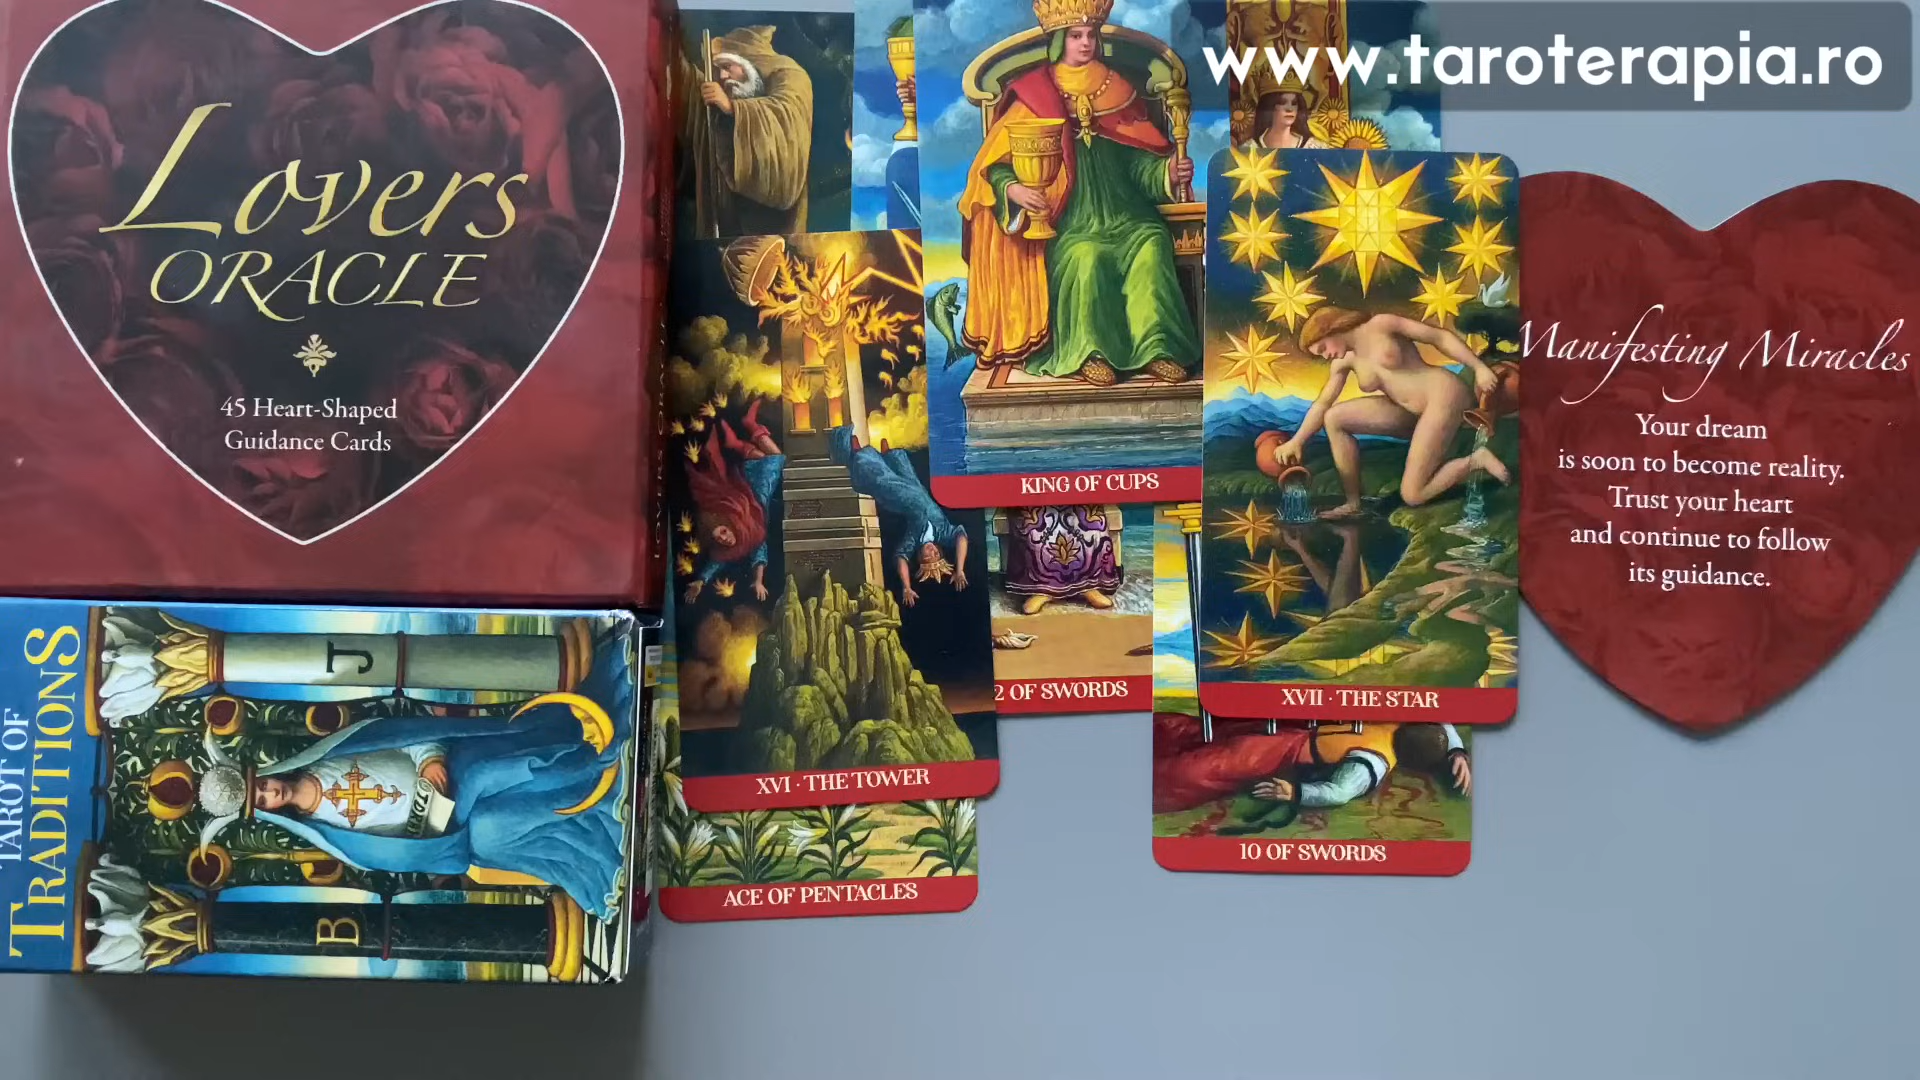 www.taroterapia.ro
Lovers
ORACLE
45 Heart-Shaped
Guidance Cards
TAROT OF
TRADITIONS
J
B
KING OF CUPS
2 OF SWORDS
XVI · THE TOWER
ACE OF PENTACLES
XVII · THE STAR
10 OF SWORDS
Manifesting Miracles
Your dream
is soon to become reality.
Trust your heart
and continue to follow
its guidance.